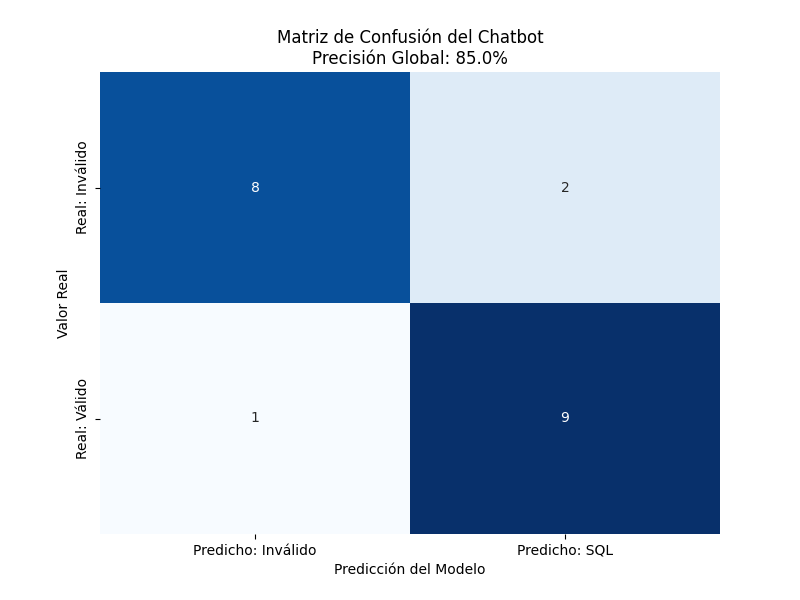 Matriz de Confusión del Chatbot
Precisión Global: 85.0%
Real: Inválido
8
2
Valor Real
Real: Válido
1
9
Predicho: Inválido
Predicho: SQL
Predicción del Modelo